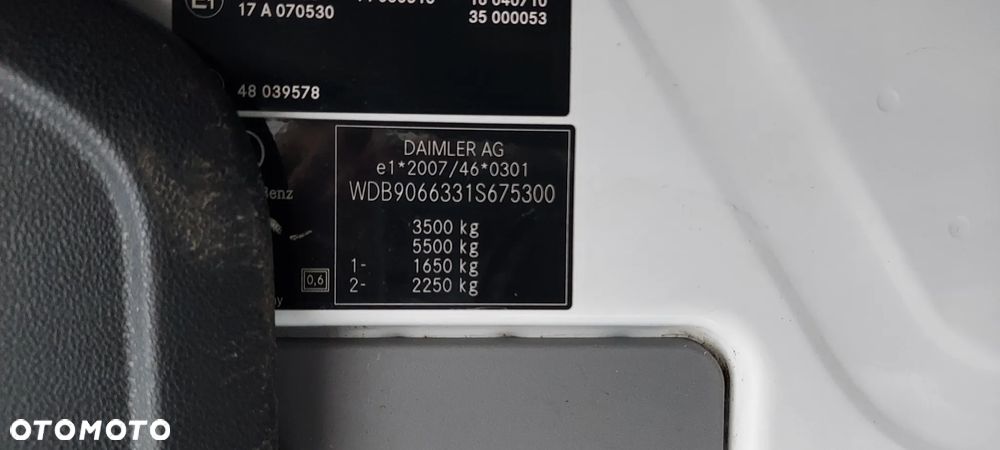 17 A 070530
35 000053
48 039578
DAIMLER AG
e1*2007/46*0301
WDB9066331S675300
3500 kg
5500 kg
1- 1650 kg
2- 2250 kg
0,6
OTOMOTO